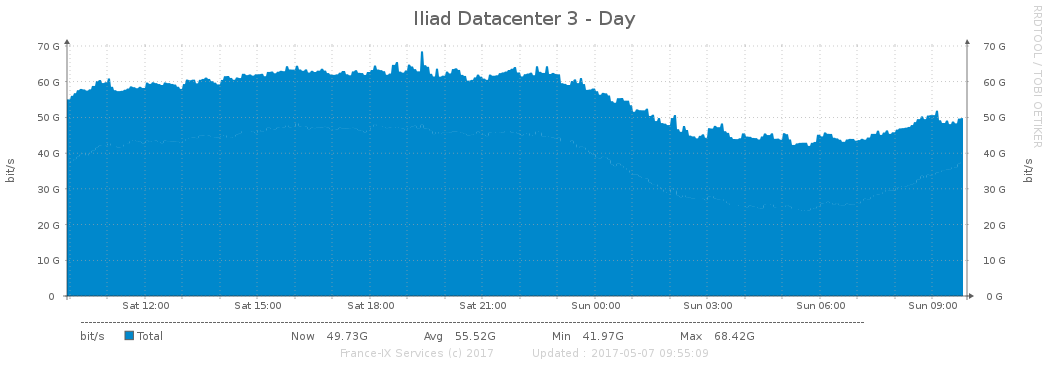 Iliad Datacenter 3 - Day
RRDTOOL / TOBI OETIKER
bit/s
70 G 70 G
60 G 60 G
50 G 50 G
40 G 40 G
30 G 30 G
20 G 20 G
10 G 10 G
0 0 G
bit/s
Sat 12:00 Sat 15:00 Sat 18:00 Sat 21:00 Sun 00:00 Sun 03:00 Sun 06:00 Sun 09:00
bit/s Total Now 49.73G Avg 55.52G Min 41.97G Max 68.42G
France-IX Services (c) 2017 Updated : 2017-05-07 09:55:09